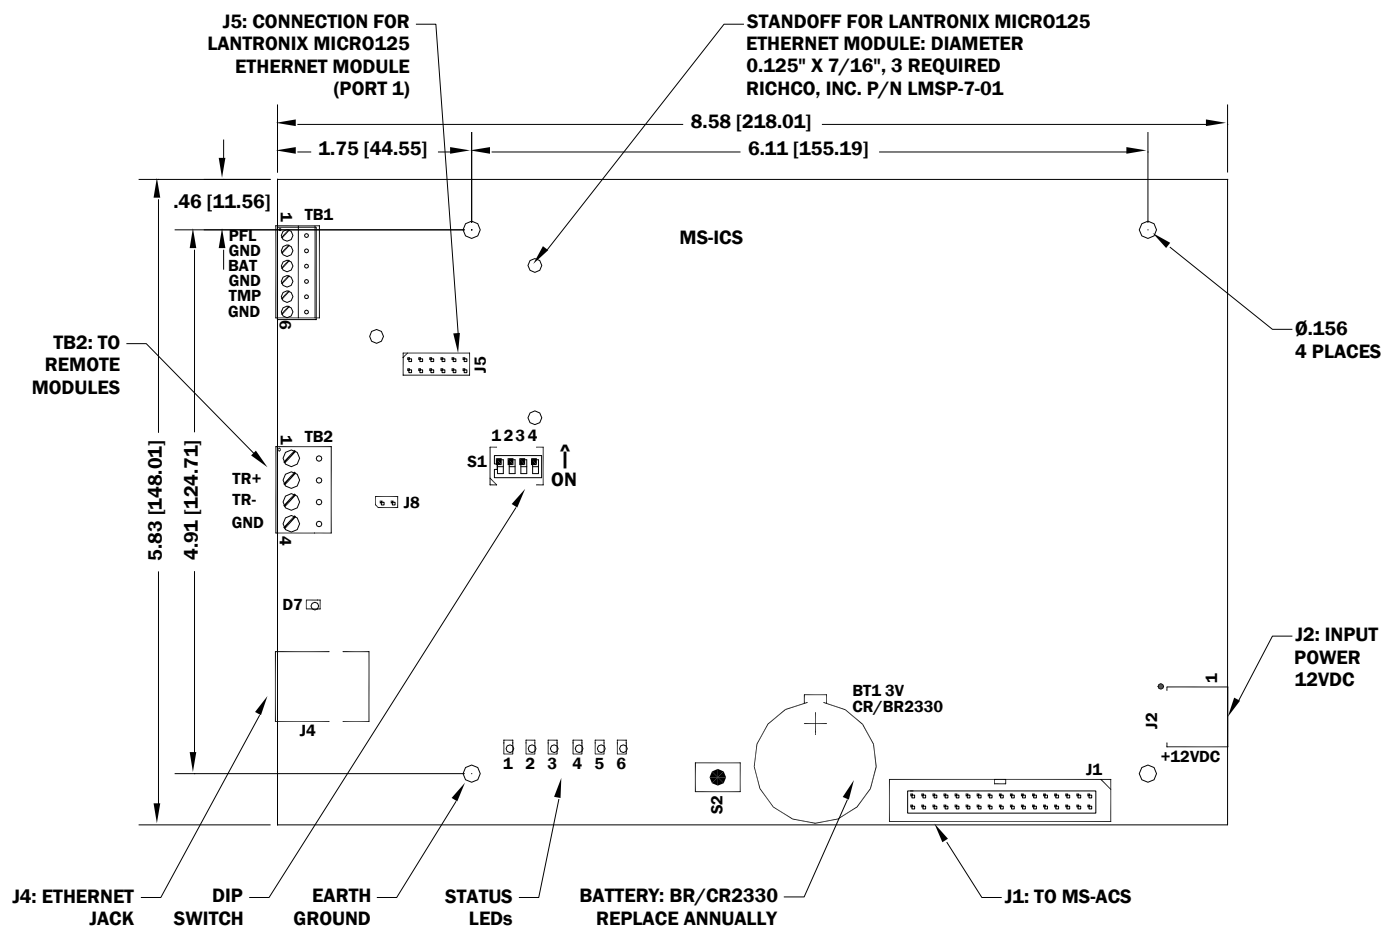 J5: CONNECTION FOR
LANTRONIX MICRO125
ETHERNET MODULE
(PORT 1)
STANDOFF FOR LANTRONIX MICRO125
ETHERNET MODULE: DIAMETER
0.125" X 7/16", 3 REQUIRED
RICHCO, INC. P/N LMSP-7-01
8.58 [218.01]
1.75 [44.55]
6.11 [155.19]
.46 [11.56]
1
TB1
PFL
GND
BAT
GND
TMP
GND
6
MS-ICS
Ø.156
4 PLACES
TB2: TO
REMOTE
MODULES
J5
5.83 [148.01]
4.91 [124.71]
1
TB2
TR+
TR-
GND
4
1 2 3 4
S1
^
ON
J8
D7
J4
J2: INPUT
POWER
12VDC
1
J2
+12VDC
BT1 3V
CR/BR2330
1 2 3 4 5 6
S2
J1
J4: ETHERNET
JACK
DIP
SWITCH
EARTH
GROUND
STATUS
LEDs
BATTERY: BR/CR2330
REPLACE ANNUALLY
J1: TO MS-ACS